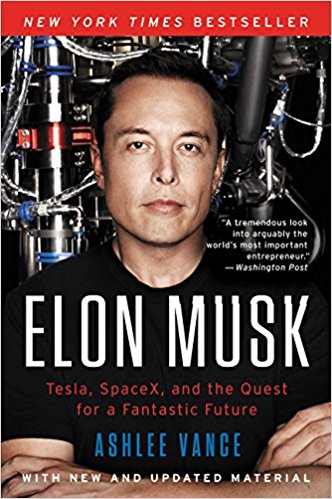 NEW YORK TIMES BESTSELLER
"A tremendous look
into arguably the
world's most important
entrepreneur."
—Washington Post
ELON MUSK
Tesla, SpaceX, and the Quest
for a Fantastic Future
ASHLEE VANCE
WITH NEW AND UPDATED MATERIAL